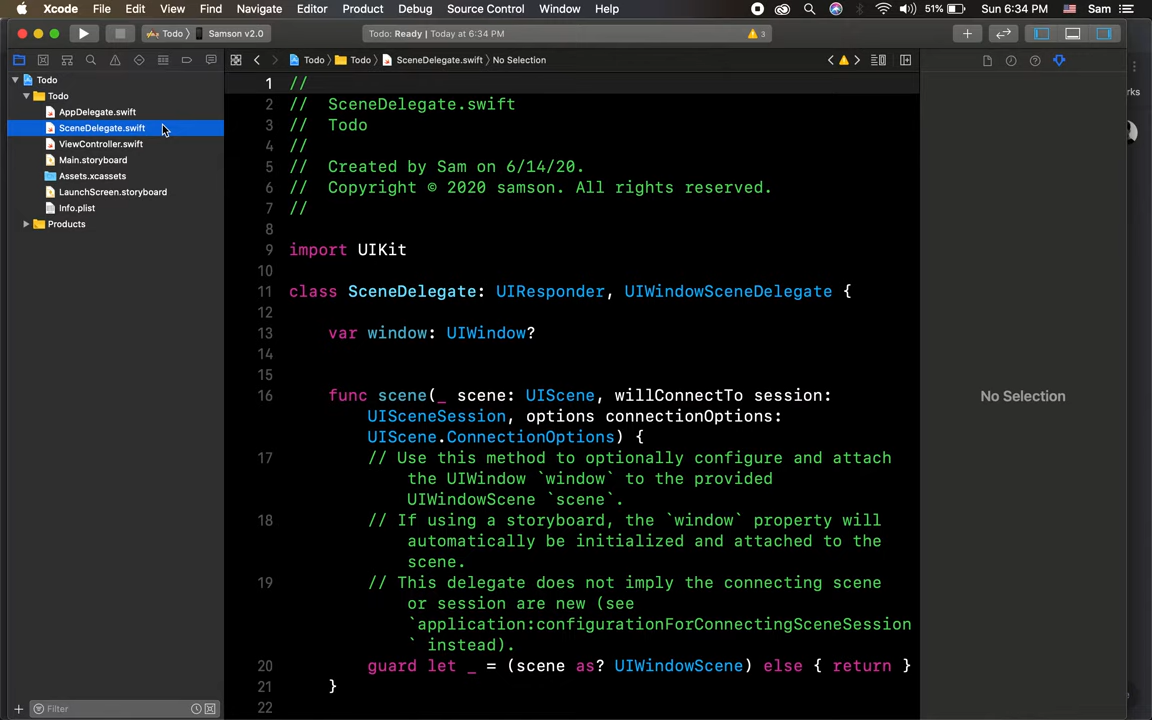 Xcode File Edit View Find Navigate Editor Product Debug Source Control Window Help 51% Sun 6:34 PM Sam
Todo Samson v2.0 Todo: Ready | Today at 6:34 PM 3
Todo Todo SceneDelegate.swift No Selection
Todo
Todo
AppDelegate.swift
SceneDelegate.swift
ViewController.swift
Main.storyboard
Assets.xcassets
LaunchScreen.storyboard
Info.plist
Products
Filter
1 //
2 // SceneDelegate.swift
3 // Todo
4 //
5 // Created by Sam on 6/14/20.
6 // Copyright © 2020 samson. All rights reserved.
7 //
8
9 import UIKit
10
11 class SceneDelegate: UIResponder, UIWindowSceneDelegate {
12
13 var window: UIWindow?
14
15
16 func scene(_ scene: UIScene, willConnectTo session:
UISceneSession, options connectionOptions:
UIScene.ConnectionOptions) {
17 // Use this method to optionally configure and attach
the UIWindow `window` to the provided
UIWindowScene `scene`.
18 // If using a storyboard, the `window` property will
automatically be initialized and attached to the
scene.
19 // This delegate does not imply the connecting scene
or session are new (see
`application:configurationForConnectingSceneSession
` instead).
20 guard let _ = (scene as? UIWindowScene) else { return }
21 }
22
No Selection
rks